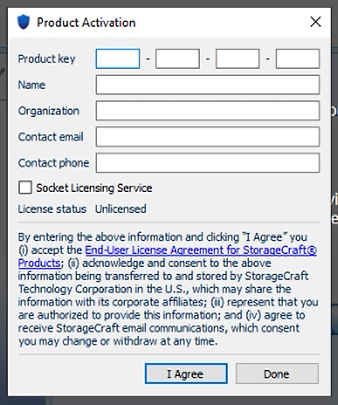 Product Activation
Product key - - -
Name
Organization
Contact email
Contact phone
Socket Licensing Service
License status Unlicensed
By entering the above information and clicking "I Agree" you
(i) accept the End-User License Agreement for StorageCraft®
Products; (ii) acknowledge and consent to the above
information being transferred to and stored by StorageCraft
Technology Corporation in the U.S., which may share the
information with its corporate affiliates; (iii) represent that you
are authorized to provide this information; and (iv) agree to
receive StorageCraft email communications, which consent
you may change or withdraw at any time.
I Agree Done